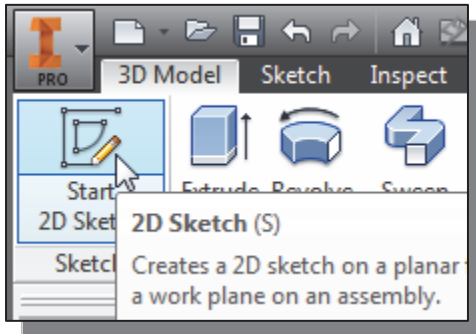 PRO
3D Model Sketch Inspect
Start Extrude Revolve Sweep
2D Sket
2D Sketch (S)
Sketcl
Creates a 2D sketch on a planar
a work plane on an assembly.